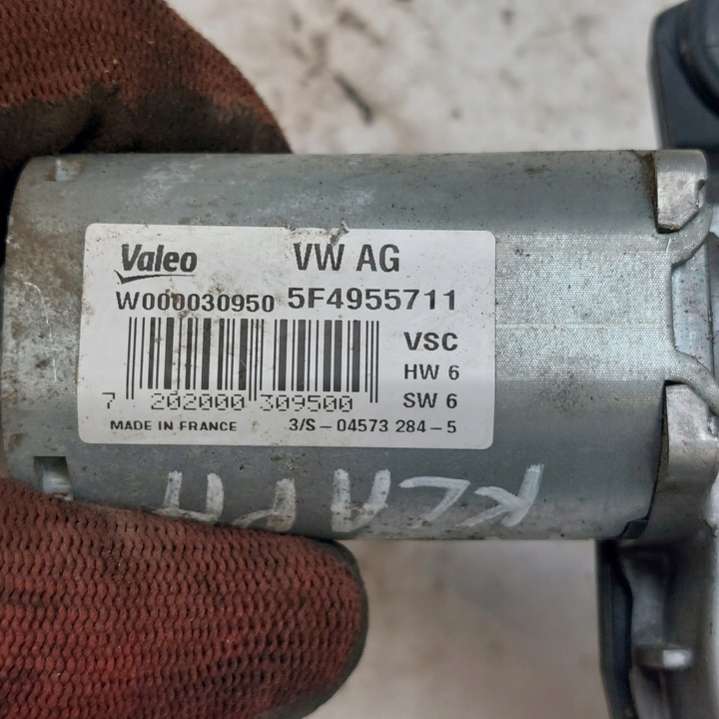 Valeo VW AG
W000030950 5F4955711
VSC
HW 6
7 202000 309500 SW 6
MADE IN FRANCE 3/S-04573 284-5
KLAPA